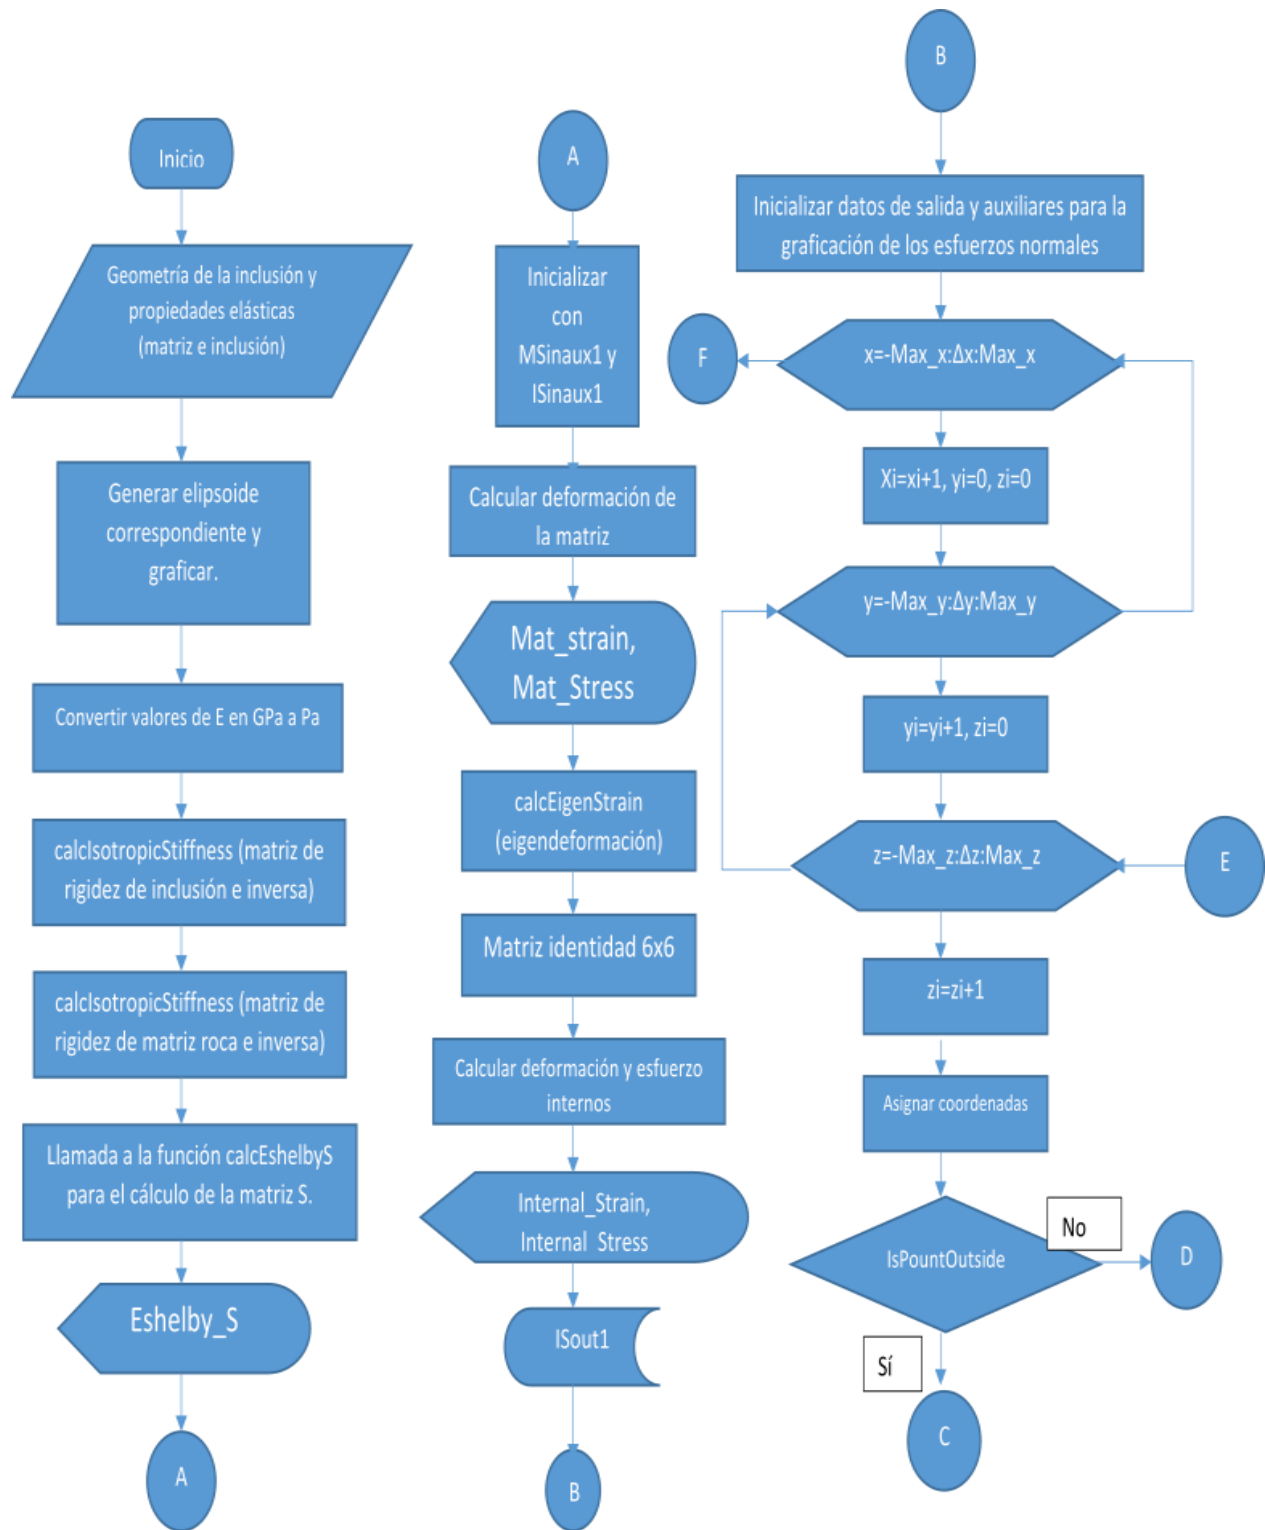 Inicio
Geometría de la inclusión y
propiedades elásticas
(matriz e inclusión)
Generar elipsoide
correspondiente y
graficar.
Convertir valores de E en GPa a Pa
calcIsotropicStiffness (matriz de
rigidez de inclusión e inversa)
calcIsotropicStiffness (matriz de
rigidez de matriz roca e inversa)
Llamada a la función calcEshelbyS
para el cálculo de la matriz S.
Eshelby_S
A
A
Inicializar
con
MSinaux1 y
ISinaux1
Calcular deformación de
la matriz
Mat_strain,
Mat_Stress
calcEigenStrain
(eigendeformación)
Matriz identidad 6x6
Calcular deformación y esfuerzo
internos
Internal_Strain,
Internal_Stress
ISout1
B
B
Inicializar datos de salida y auxiliares para la
graficación de los esfuerzos normales
F
x=-Max_x:Δx:Max_x
Xi=xi+1, yi=0, zi=0
y=-Max_y:Δy:Max_y
yi=yi+1, zi=0
z=-Max_z:Δz:Max_z
E
zi=zi+1
Asignar coordenadas
IsPountOutside
No
D
Sí
C